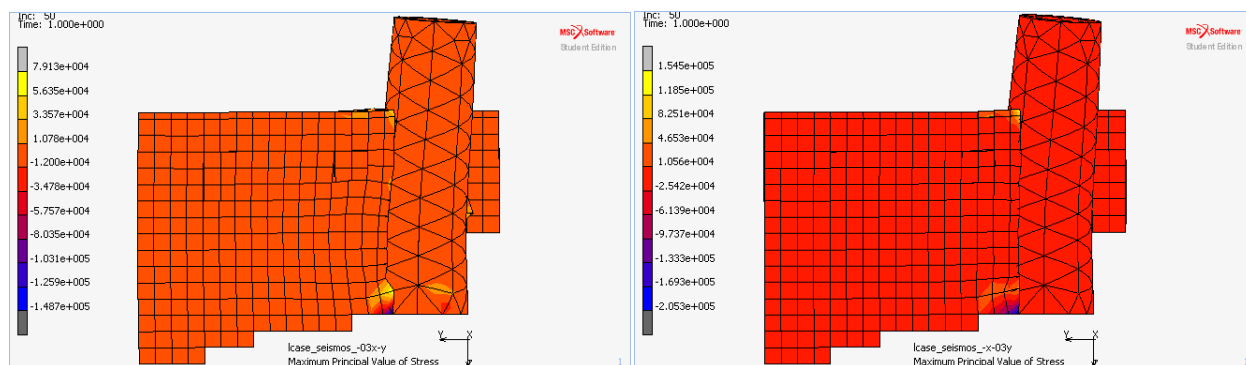 Inc: 50
Time: 1.000e+000
MSC Software
Student Edition
7.913e+004
5.635e+004
3.357e+004
1.078e+004
-1.200e+004
-3.478e+004
-5.757e+004
-8.035e+004
-1.031e+005
-1.259e+005
-1.487e+005
Y
X
lcase_seismos_-03x-y
Maximum Principal Value of Stress
1
Inc: 50
Time: 1.000e+000
MSC Software
Student Edition
1.545e+005
1.185e+005
8.251e+004
4.653e+004
1.056e+004
-2.542e+004
-6.139e+004
-9.737e+004
-1.333e+005
-1.693e+005
-2.053e+005
Y
X
lcase_seismos_-x-03y
Maximum Principal Value of Stress
1